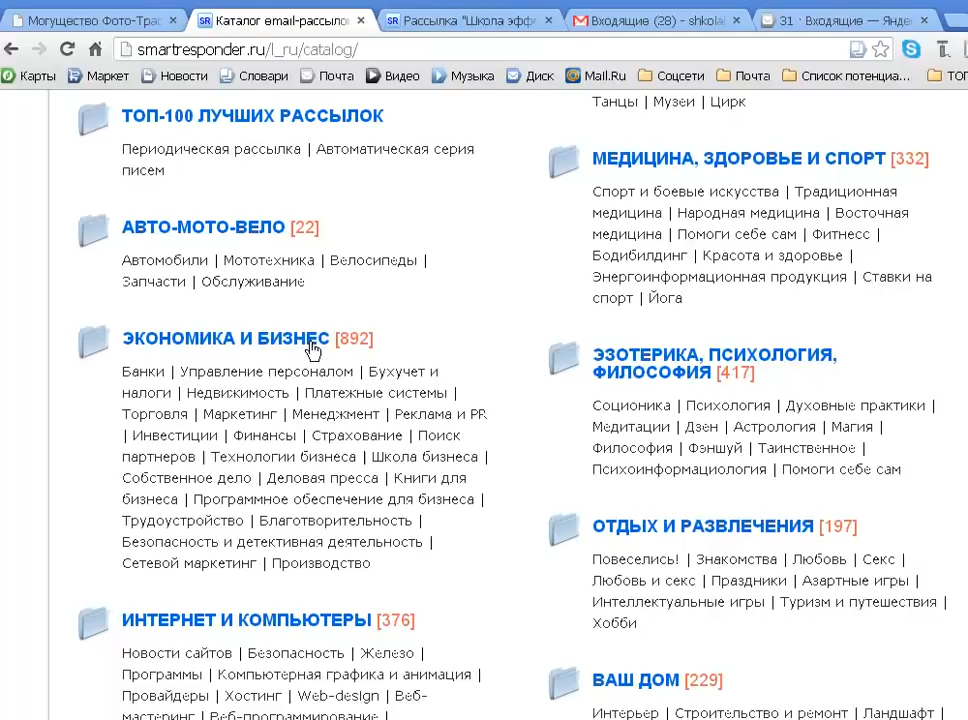 Могущество Фото-Трас
SR Каталог email-рассыло
SR Рассылка "Школа эфф
Входящие (28) - shkola
31 · Входящие — Янде
smartresponder.ru/l_ru/catalog/
Карты
Маркет
Новости
Словари
Почта
Видео
Музыка
Диск
Mail.Ru
Соцсети
Почта
Список потенциа...
ТОП
ТОП-100 ЛУЧШИХ РАССЫЛОК
Периодическая рассылка | Автоматическая серия
писем
АВТО-МОТО-ВЕЛО [22]
Автомобили | Мототехника | Велосипеды |
Запчасти | Обслуживание
ЭКОНОМИКА И БИЗНЕС [892]
Банки | Управление персоналом | Бухучет и
налоги | Недвижимость | Платежные системы |
Торговля | Маркетинг | Менеджмент | Реклама и PR
| Инвестиции | Финансы | Страхование | Поиск
партнеров | Технологии бизнеса | Школа бизнеса |
Собственное дело | Деловая пресса | Книги для
бизнеса | Программное обеспечение для бизнеса |
Трудоустройство | Благотворительность |
Безопасность и детективная деятельность |
Сетевой маркетинг | Производство
ИНТЕРНЕТ И КОМПЬЮТЕРЫ [376]
Новости сайтов | Безопасность | Железо |
Программы | Компьютерная графика и анимация |
Провайдеры | Хостинг | Web-design | Веб-
мастеринг | Веб-программирование |
Танцы | Музеи | Цирк
МЕДИЦИНА, ЗДОРОВЬЕ И СПОРТ [332]
Спорт и боевые искусства | Традиционная
медицина | Народная медицина | Восточная
медицина | Помоги себе сам | Фитнесс |
Бодибилдинг | Красота и здоровье |
Энергоинформационная продукция | Ставки на
спорт | Йога
ЭЗОТЕРИКА, ПСИХОЛОГИЯ,
ФИЛОСОФИЯ [417]
Соционика | Психология | Духовные практики |
Медитации | Дзен | Астрология | Магия |
Философия | Фэншуй | Таинственное |
Психоинформациология | Помоги себе сам
ОТДЫХ И РАЗВЛЕЧЕНИЯ [197]
Повеселись! | Знакомства | Любовь | Секс |
Любовь и секс | Праздники | Азартные игры |
Интеллектуальные игры | Туризм и путешествия |
Хобби
ВАШ ДОМ [229]
Интерьер | Строительство и ремонт | Ландшафт |